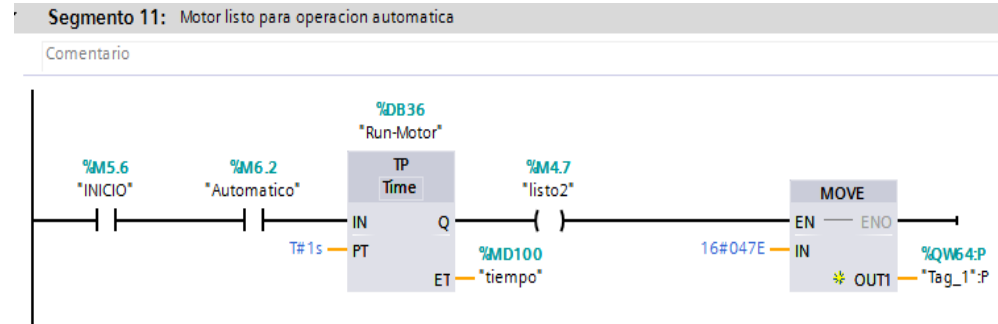 Segmento 11: Motor listo para operacion automatica
Comentario
%DB36
"Run-Motor"
%M5.6
"INICIO"
%M6.2
"Automatico"
TP
Time
%M4.7
"listo2"
MOVE
IN
Q
EN
ENO
T#1s
PT
%MD100
16#047E
IN
%QW64:P
ET
"tiempo"
OUT1
"Tag_1":P